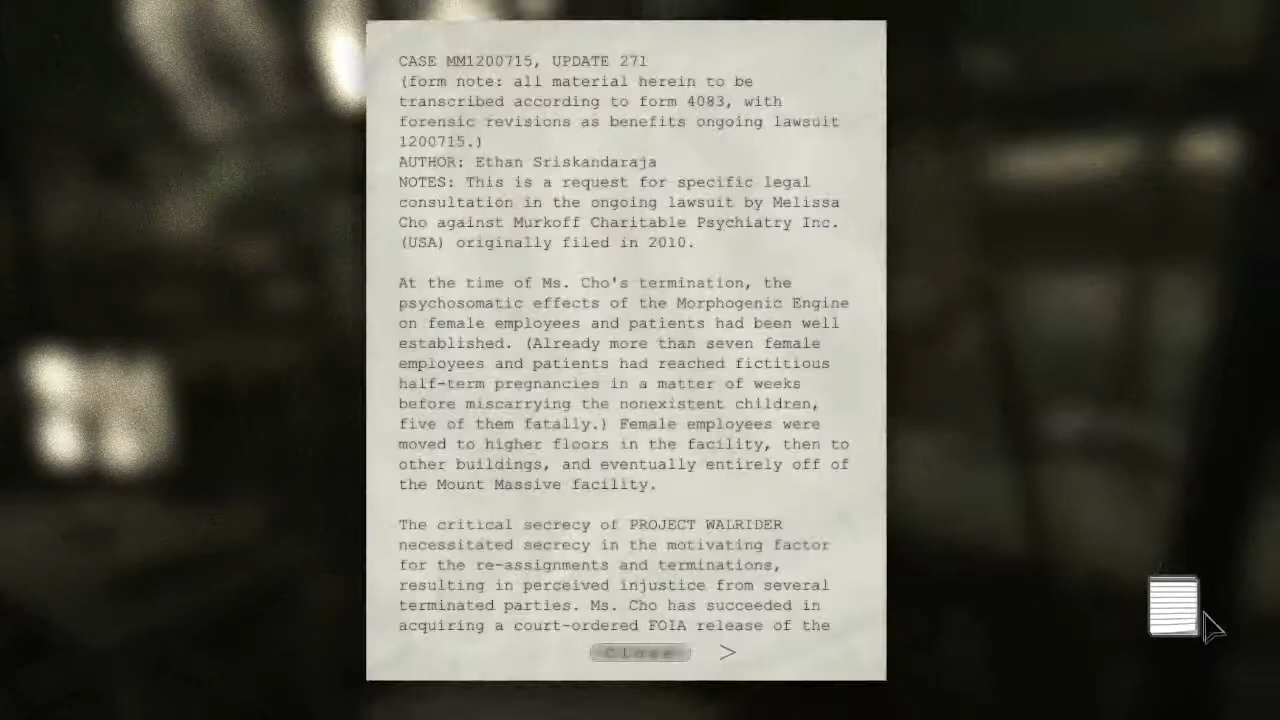 CASE MM1200715, UPDATE 271
(form note: all material herein to be
transcribed according to form 4083, with
forensic revisions as benefits ongoing lawsuit
1200715.)
AUTHOR: Ethan Sriskandaraja
NOTES: This is a request for specific legal
consultation in the ongoing lawsuit by Melissa
Cho against Murkoff Charitable Psychiatry Inc.
(USA) originally filed in 2010.
At the time of Ms. Cho's termination, the
psychosomatic effects of the Morphogenic Engine
on female employees and patients had been well
established. (Already more than seven female
employees and patients had reached fictitious
half-term pregnancies in a matter of weeks
before miscarrying the nonexistent children,
five of them fatally.) Female employees were
moved to higher floors in the facility, then to
other buildings, and eventually entirely off of
the Mount Massive facility.
The critical secrecy of PROJECT WALRIDER
necessitated secrecy in the motivating factor
for the re-assignments and terminations,
resulting in perceived injustice from several
terminated parties. Ms. Cho has succeeded in
acquiring a court-ordered FOIA release of the
Close >